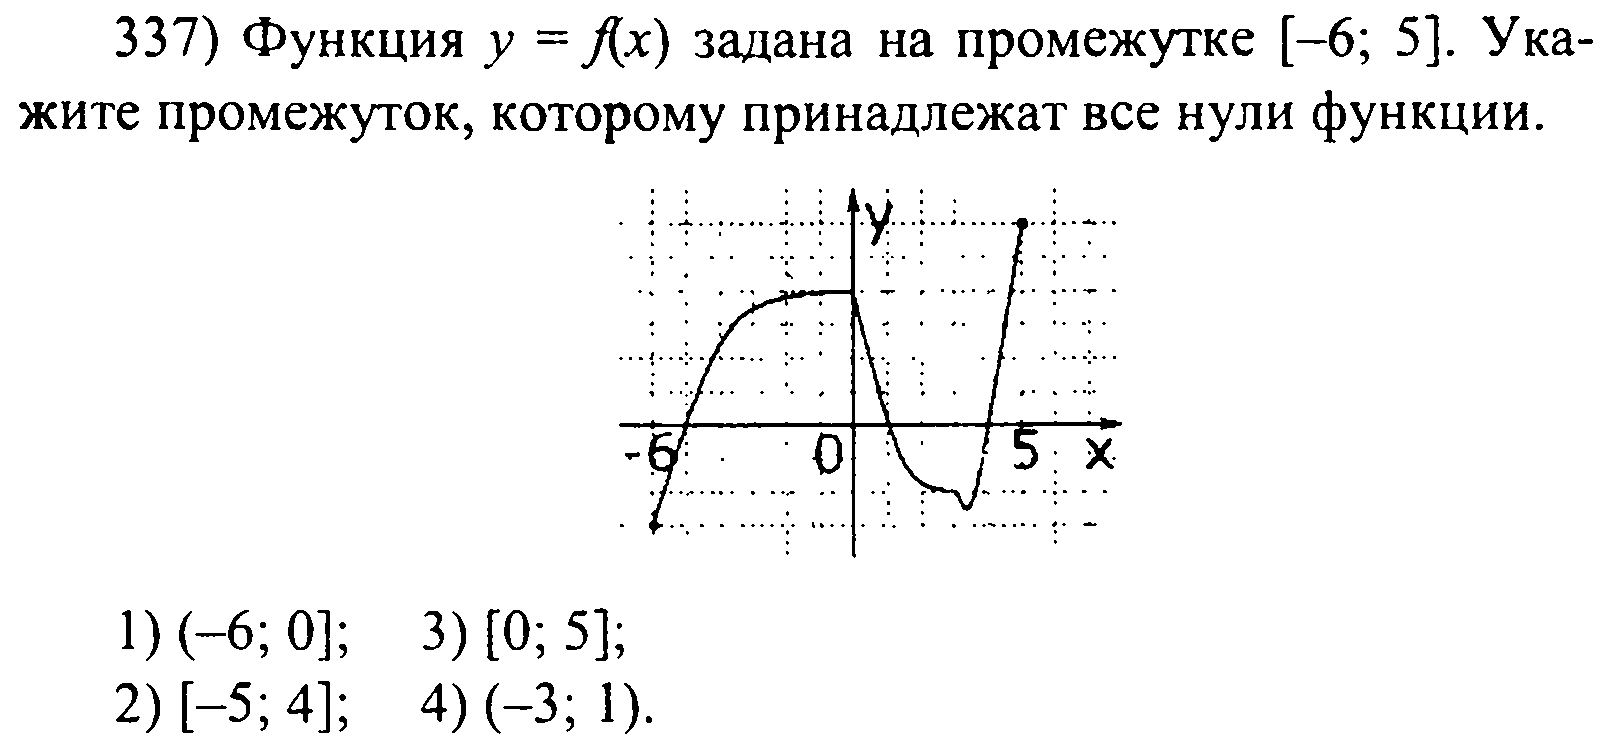 337) Функция y = f(x) задана на промежутке [–6; 5]. Ука-
жите промежуток, которому принадлежат все нули функции.
y
-6 0 5 x
1) (–6; 0]; 3) [0; 5];
2) [–5; 4]; 4) (–3; 1).